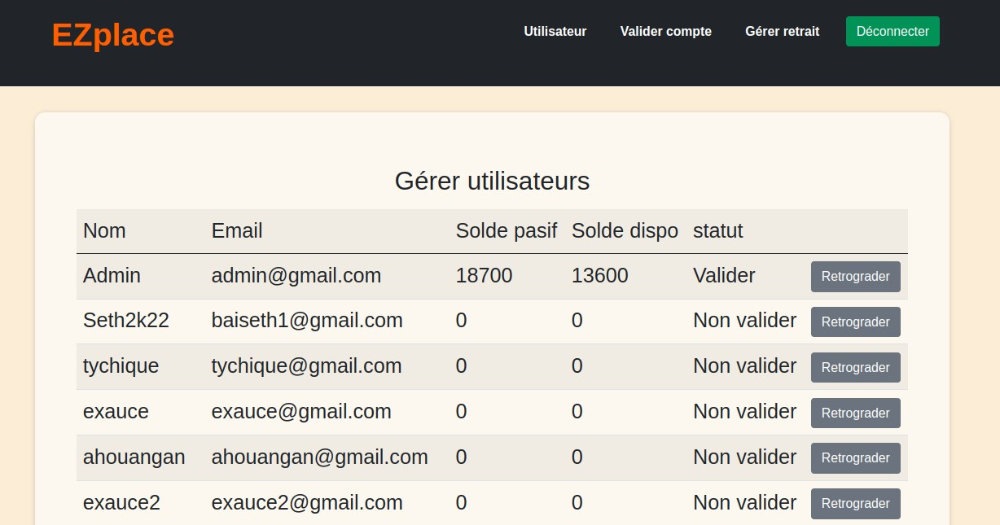 EZplace Utilisateur Valider compte Gérer retrait Déconnecter
Gérer utilisateurs
Nom Email Solde pasif Solde dispo statut
Admin admin@gmail.com 18700 13600 Valider Retrograder
Seth2k22 baiseth1@gmail.com 0 0 Non valider Retrograder
tychique tychique@gmail.com 0 0 Non valider Retrograder
exauce exauce@gmail.com 0 0 Non valider Retrograder
ahouangan ahouangan@gmail.com 0 0 Non valider Retrograder
exauce2 exauce2@gmail.com 0 0 Non valider Retrograder